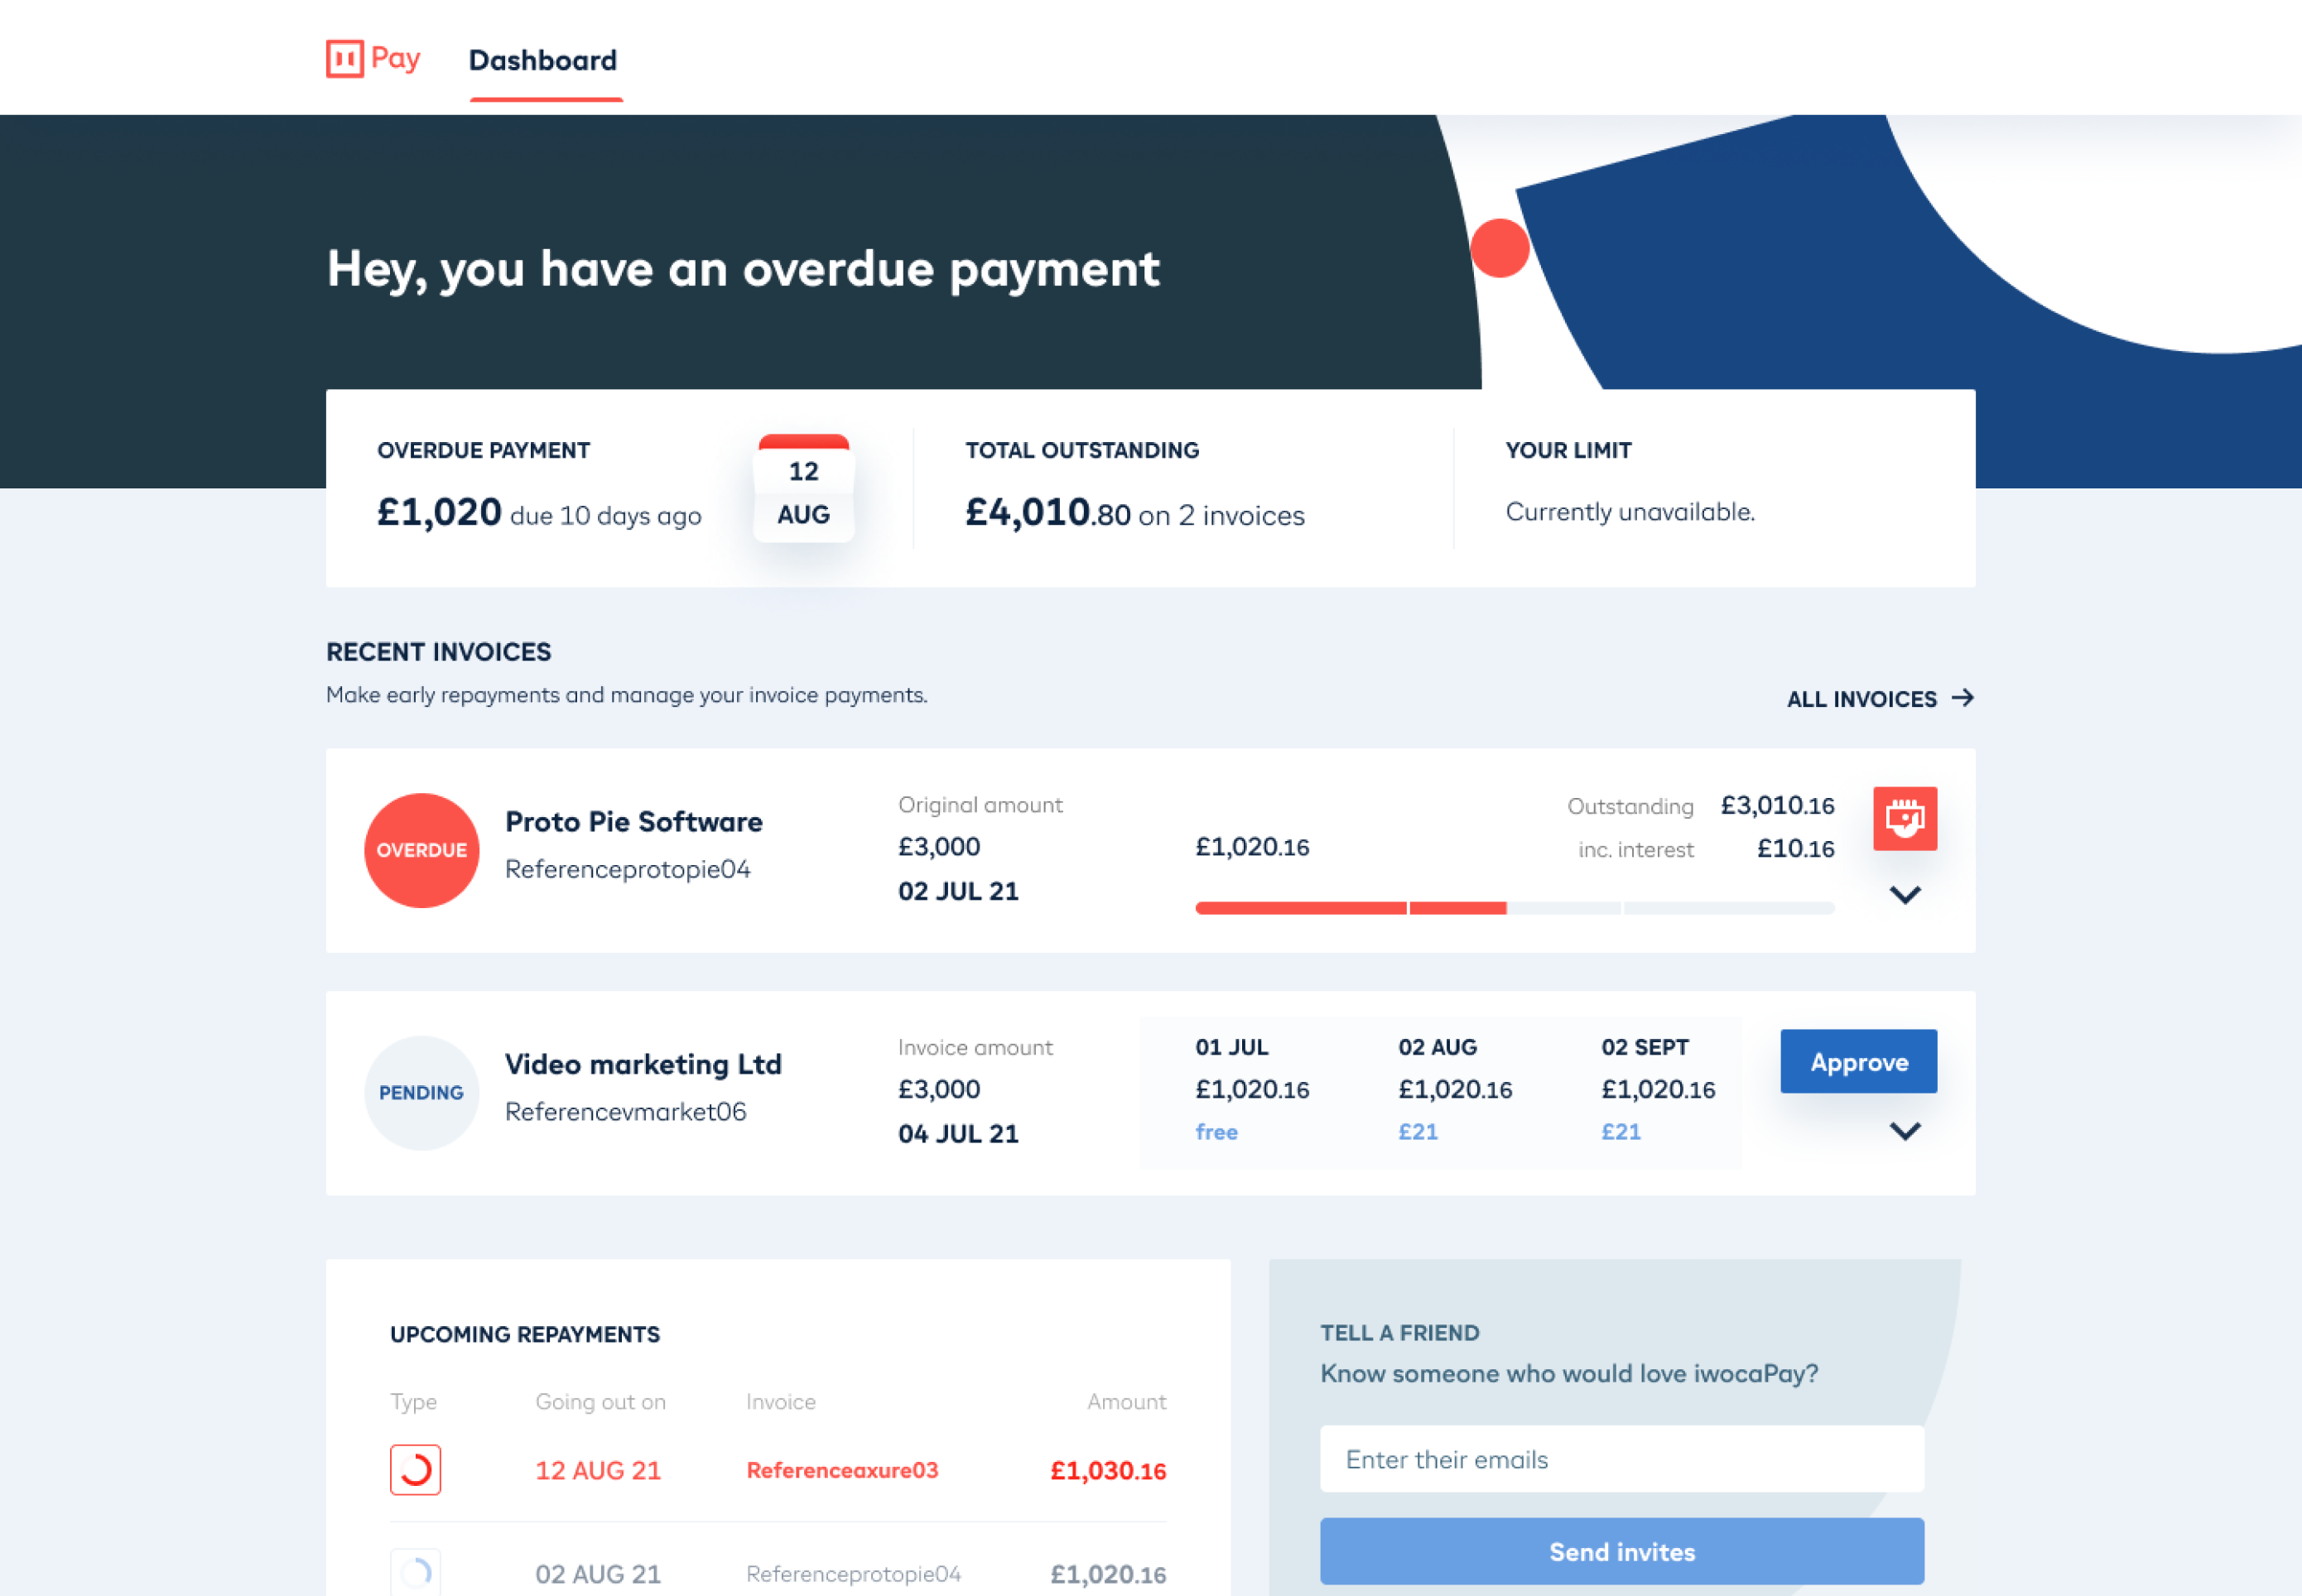 Pay
Dashboard
Hey, you have an overdue payment
OVERDUE PAYMENT
£1,020 due 10 days ago
12
AUG
TOTAL OUTSTANDING
£4,010.80 on 2 invoices
YOUR LIMIT
Currently unavailable.
RECENT INVOICES
Make early repayments and manage your invoice payments.
ALL INVOICES →
OVERDUE
Proto Pie Software
Referenceprotopie04
Original amount
£3,000
02 JUL 21
£1,020.16
Outstanding £3,010.16
inc. interest £10.16
PENDING
Video marketing Ltd
Referencevmarket06
Invoice amount
£3,000
04 JUL 21
01 JUL 02 AUG 02 SEPT
£1,020.16 £1,020.16 £1,020.16
free £21 £21
Approve
UPCOMING REPAYMENTS
Type Going out on Invoice Amount
12 AUG 21 Referenceaxure03 £1,030.16
02 AUG 21 Referenceprotopie04 £1,020.16
TELL A FRIEND
Know someone who would love iwocaPay?
Enter their emails
Send invites